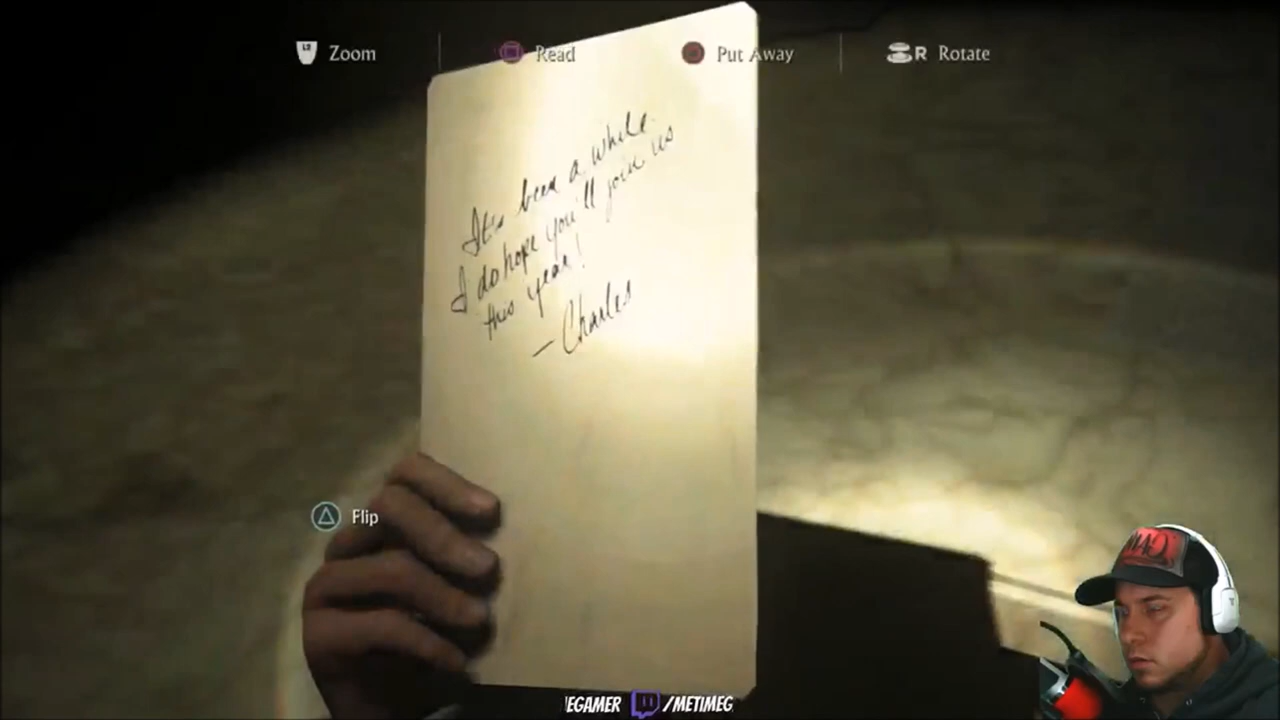 Zoom
Read
Put Away
R Rotate
It's been a while.
I do hope you'll join us
this year!
— Charles
Flip
EGAMER /METIMEG